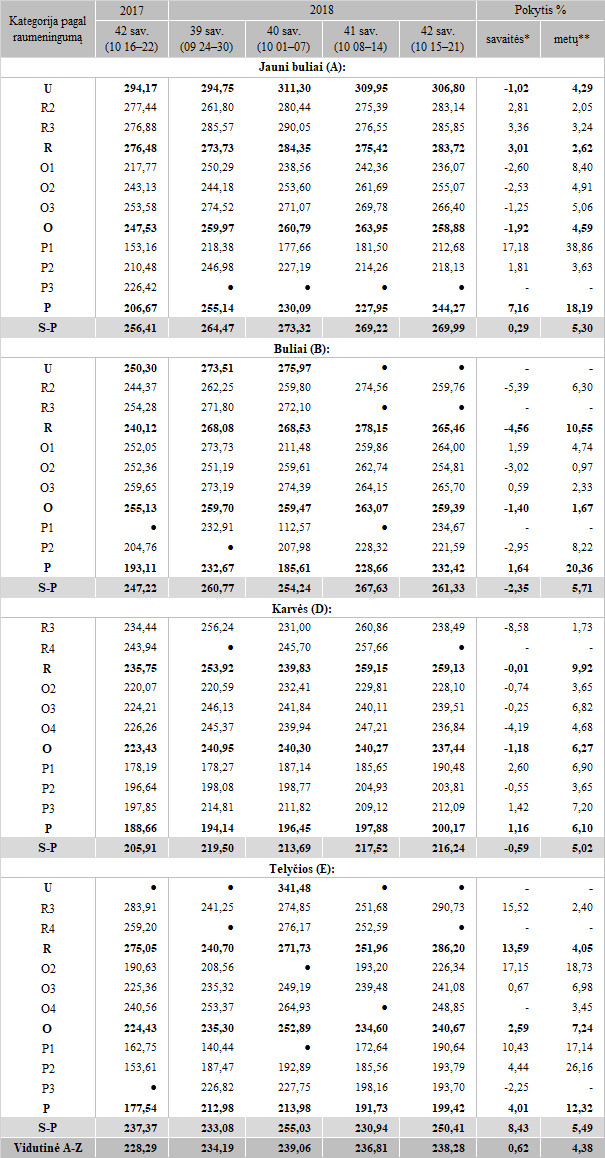 Kategorija pagal raumeningumą 2017 2018 Pokytis %
42 sav. (10 16–22) 39 sav. (09 24–30) 40 sav. (10 01–07) 41 sav. (10 08–14) 42 sav. (10 15–21) savaitės* metų**
Jauni buliai (A):
U 294,17 294,75 311,30 309,95 306,80 -1,02 4,29
R2 277,44 261,80 280,44 275,39 283,14 2,81 2,05
R3 276,88 285,57 290,05 276,55 285,85 3,36 3,24
R 276,48 273,73 284,35 275,42 283,72 3,01 2,62
O1 217,77 250,29 238,56 242,36 236,07 -2,60 8,40
O2 243,13 244,18 253,60 261,69 255,07 -2,53 4,91
O3 253,58 274,52 271,07 269,78 266,40 -1,25 5,06
O 247,53 259,97 260,79 263,95 258,88 -1,92 4,59
P1 153,16 218,38 177,66 181,50 212,68 17,18 38,86
P2 210,48 246,98 227,19 214,26 218,13 1,81 3,63
P3 226,42 ● ● ● ● - -
P 206,67 255,14 230,09 227,95 244,27 7,16 18,19
S-P 256,41 264,47 273,32 269,22 269,99 0,29 5,30
Buliai (B):
U 250,30 273,51 275,97 ● ● - -
R2 244,37 262,25 259,80 274,56 259,76 -5,39 6,30
R3 254,28 271,80 272,10 ● ● - -
R 240,12 268,08 268,53 278,15 265,46 -4,56 10,55
O1 252,05 273,73 211,48 259,86 264,00 1,59 4,74
O2 252,36 251,19 259,61 262,74 254,81 -3,02 0,97
O3 259,65 273,19 274,39 264,15 265,70 0,59 2,33
O 255,13 259,70 259,47 263,07 259,39 -1,40 1,67
P1 ● 232,91 112,57 ● 234,67 - -
P2 204,76 ● 207,98 228,32 221,59 -2,95 8,22
P 193,11 232,67 185,61 228,66 232,42 1,64 20,36
S-P 247,22 260,77 254,24 267,63 261,33 -2,35 5,71
Karvės (D):
R3 234,44 256,24 231,00 260,86 238,49 -8,58 1,73
R4 243,94 ● 245,70 257,66 ● - -
R 235,75 253,92 239,83 259,15 259,13 -0,01 9,92
O2 220,07 220,59 232,41 229,81 228,10 -0,74 3,65
O3 224,21 246,13 241,84 240,11 239,51 -0,25 6,82
O4 226,26 245,37 239,94 247,21 236,84 -4,19 4,68
O 223,43 240,95 240,30 240,27 237,44 -1,18 6,27
P1 178,19 178,27 187,14 185,65 190,48 2,60 6,90
P2 196,64 198,08 198,77 204,93 203,81 -0,55 3,65
P3 197,85 214,81 211,82 209,12 212,09 1,42 7,20
P 188,66 194,14 196,45 197,88 200,17 1,16 6,10
S-P 205,91 219,50 213,69 217,52 216,24 -0,59 5,02
Telyčios (E):
U ● ● 341,48 ● ● - -
R3 283,91 241,25 274,85 251,68 290,73 15,52 2,40
R4 259,20 ● 276,17 252,59 ● - -
R 275,05 240,70 271,73 251,96 286,20 13,59 4,05
O2 190,63 208,56 ● 193,20 226,34 17,15 18,73
O3 225,36 235,32 249,19 239,48 241,08 0,67 6,98
O4 240,56 253,37 264,93 ● 248,85 - 3,45
O 224,43 235,30 252,89 234,60 240,67 2,59 7,24
P1 162,75 140,44 ● 172,64 190,64 10,43 17,14
P2 153,61 187,47 192,89 185,56 193,79 4,44 26,16
P3 ● 226,82 227,75 198,16 193,70 -2,25 -
P 177,54 212,98 213,98 191,73 199,42 4,01 12,32
S-P 237,37 233,08 255,03 230,94 250,41 8,43 5,49
Vidutinė A-Z 228,29 234,19 239,06 236,81 238,28 0,62 4,38